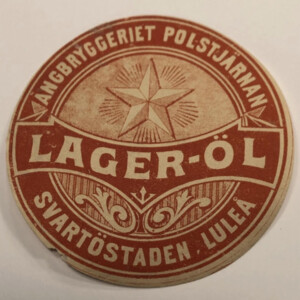 ÅNGBRYGGERIET POLSTJÄRNAN
LAGER-ÖL
SVARTÖSTADEN, LULEÅ